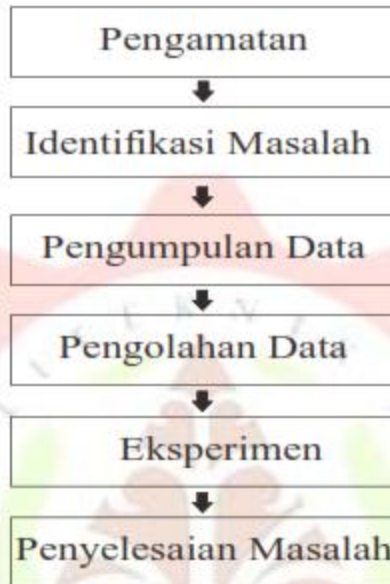 Pengamatan
Identifikasi Masalah
Pengumpulan Data
Pengolahan Data
Eksperimen
Penyelesaian Masalah